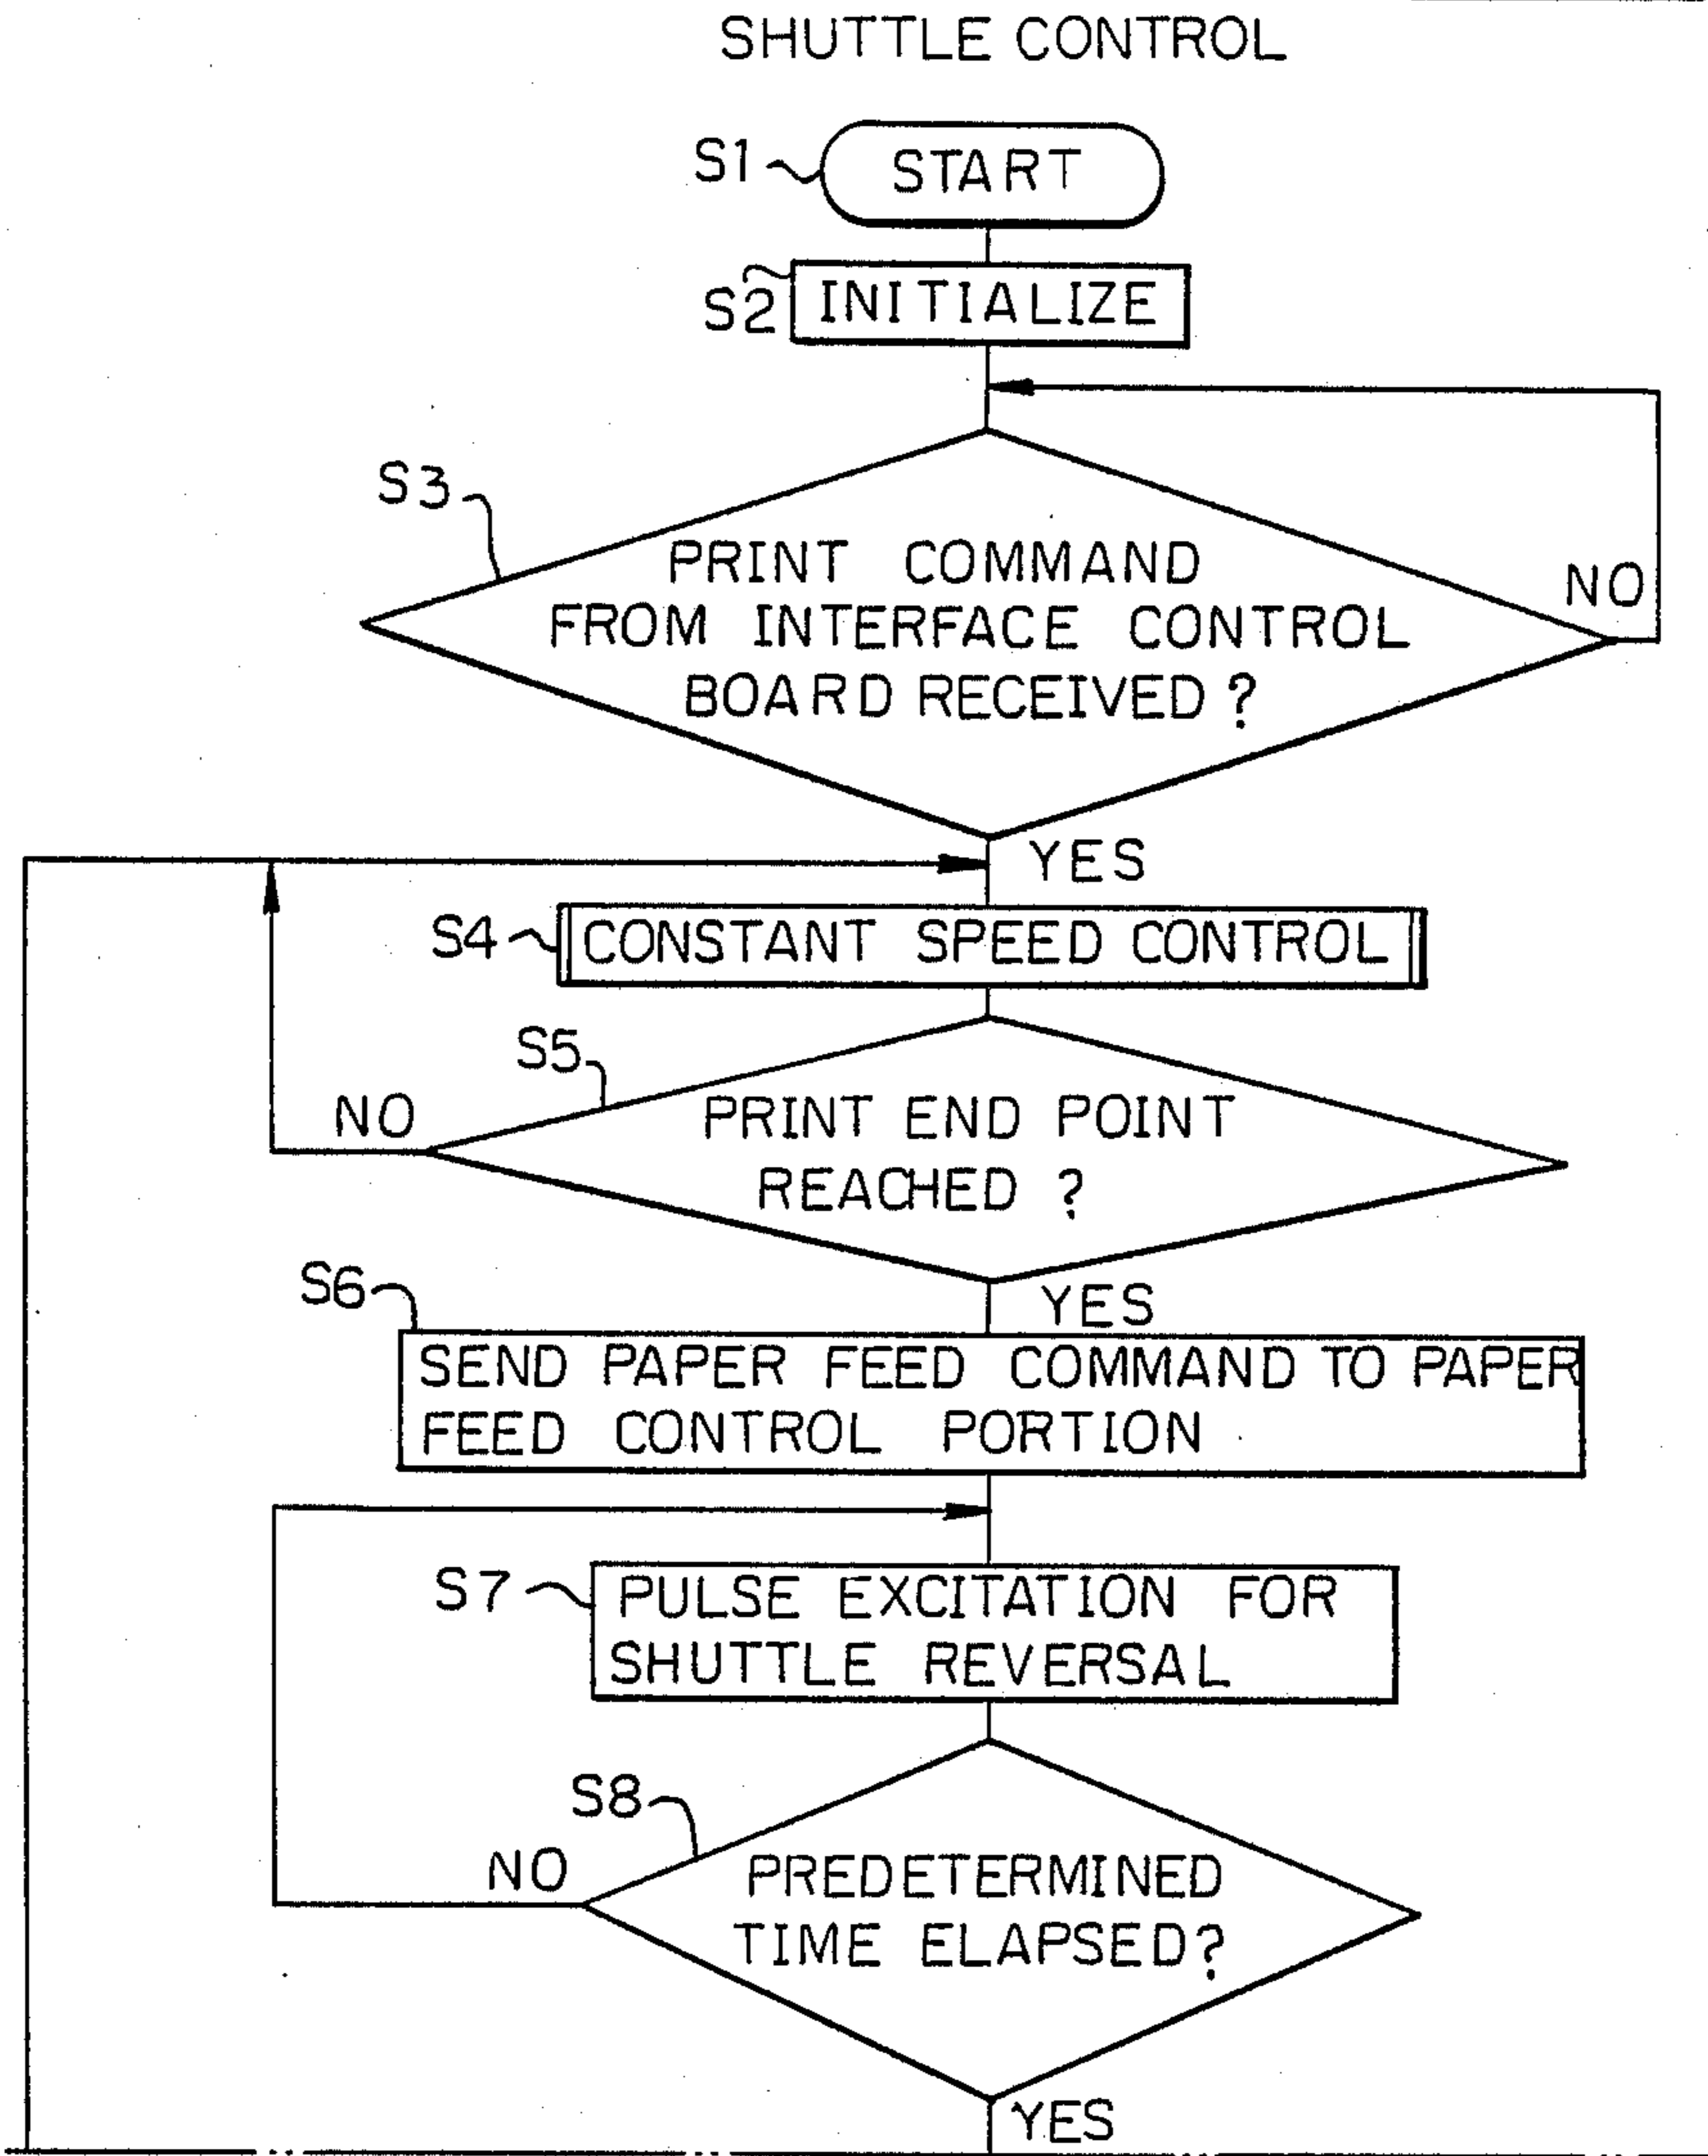 SHUTTLE CONTROL
S1
START
S2
INITIALIZE
S3
PRINT COMMAND
FROM INTERFACE CONTROL
BOARD RECEIVED ?
NO
YES
S4
CONSTANT SPEED CONTROL
S5
NO
PRINT END POINT
REACHED ?
YES
S6
SEND PAPER FEED COMMAND TO PAPER
FEED CONTROL PORTION
S7
PULSE EXCITATION FOR
SHUTTLE REVERSAL
S8
NO
PREDETERMINED
TIME ELAPSED?
YES